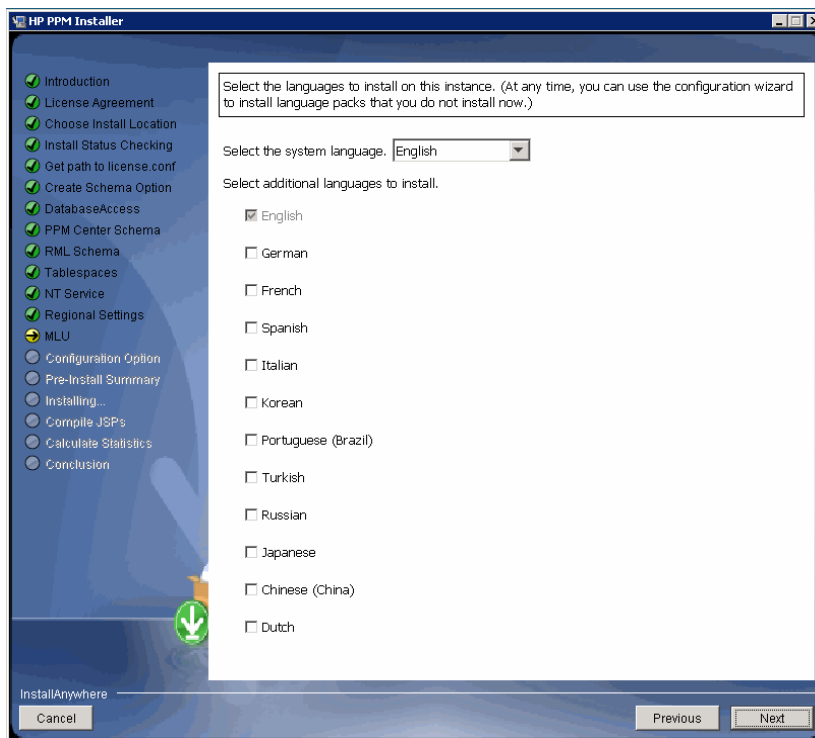 HP PPM Installer
Introduction
License Agreement
Choose Install Location
Install Status Checking
Get path to license.conf
Create Schema Option
DatabaseAccess
PPM Center Schema
RML Schema
Tablespaces
NT Service
Regional Settings
MLU
Configuration Option
Pre-Install Summary
Installing...
Compile JSPs
Calculate Statistics
Conclusion
Select the languages to install on this instance. (At any time, you can use the configuration wizard
to install language packs that you do not install now.)
Select the system language. English
Select additional languages to install.
English
German
French
Spanish
Italian
Korean
Portuguese (Brazil)
Turkish
Russian
Japanese
Chinese (China)
Dutch
InstallAnywhere
Cancel
Previous
Next